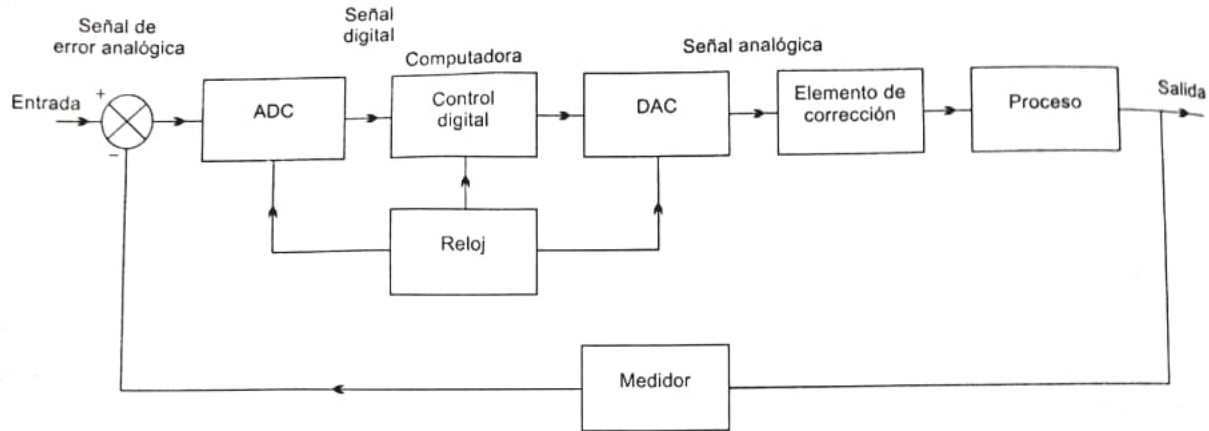 Señal de
error analógica
Señal
digital
Computadora
Señal analógica
Entrada
+
−
ADC
Control
digital
DAC
Elemento de
corrección
Proceso
Salida
Reloj
Medidor